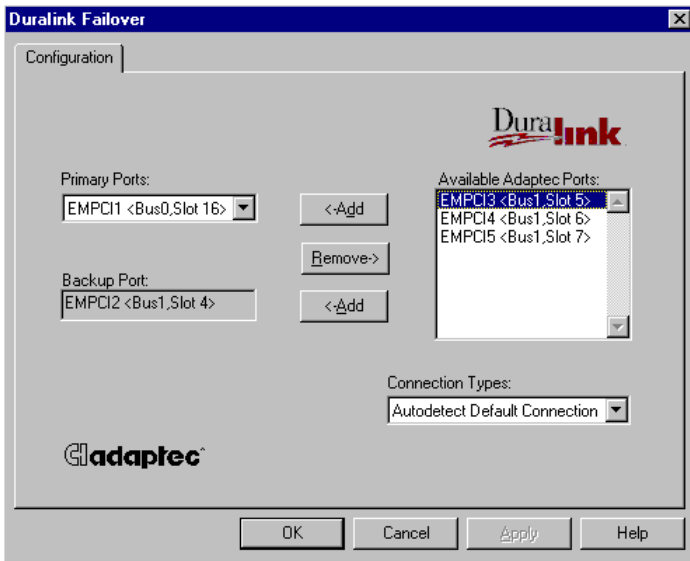 Duralink Failover
Configuration
Duralink
Primary Ports:
EMPCI1 <Bus0,Slot 16>
<-Add
Remove->
Backup Port:
EMPCI2 <Bus1,Slot 4>
<-Add
Available Adaptec Ports:
EMPCI3 <Bus1,Slot 5>
EMPCI4 <Bus1,Slot 6>
EMPCI5 <Bus1,Slot 7>
Connection Types:
Autodetect Default Connection
adaptec
OK
Cancel
Apply
Help